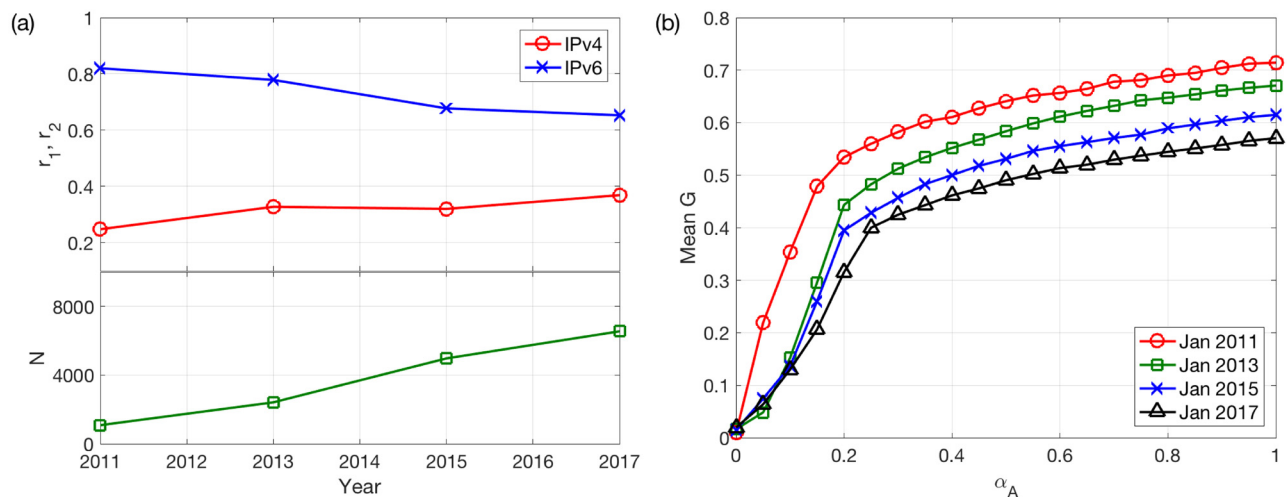 (a)
1
0.8
0.6
0.4
0.2
r1, r2
IPv4
IPv6
8000
4000
0
N
2011 2012 2013 2014 2015 2016 2017
Year
(b)
0.8
0.7
0.6
0.5
0.4
0.3
0.2
0.1
0
Mean G
Jan 2011
Jan 2013
Jan 2015
Jan 2017
0 0.2 0.4 0.6 0.8 1
αA